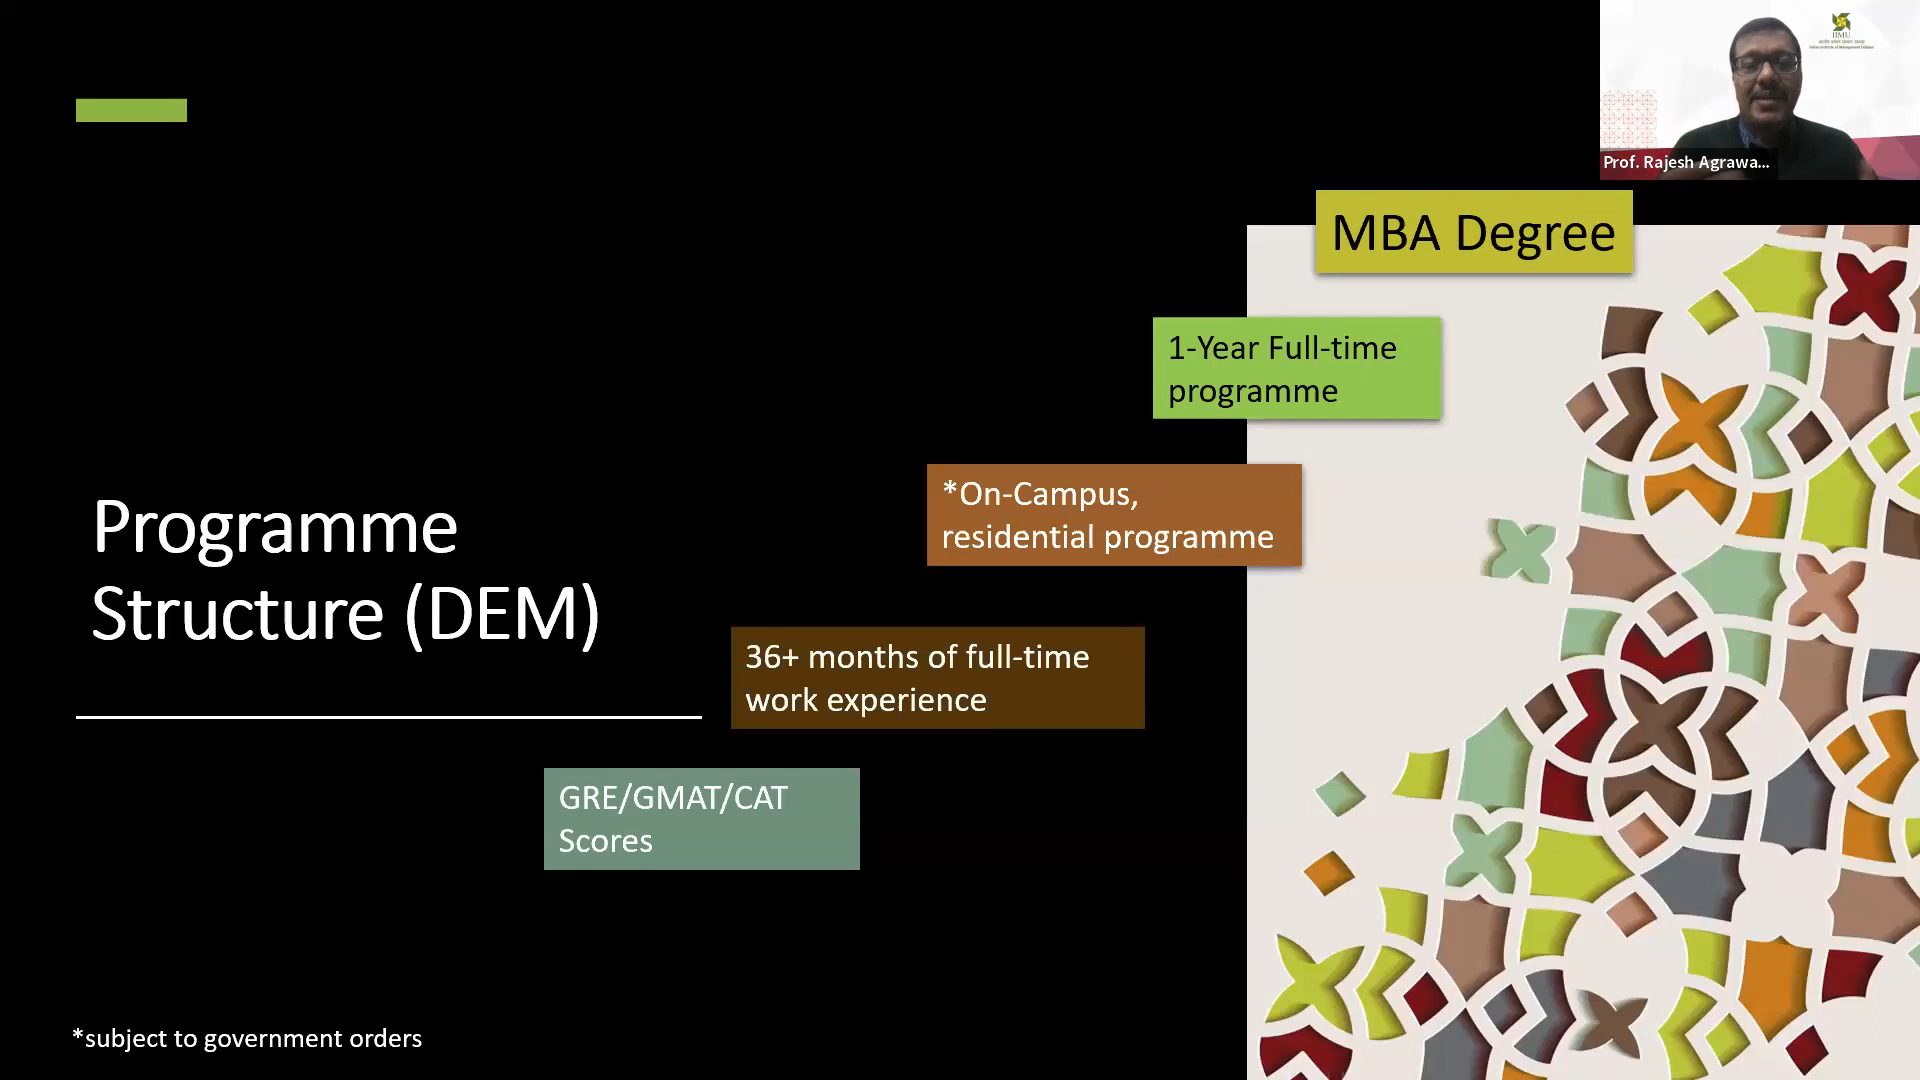 IIMU
Prof. Rajesh Agrawa...
MBA Degree
1-Year Full-time
programme
*On-Campus,
residential programme
Programme
Structure (DEM)
36+ months of full-time
work experience
GRE/GMAT/CAT
Scores
*subject to government orders